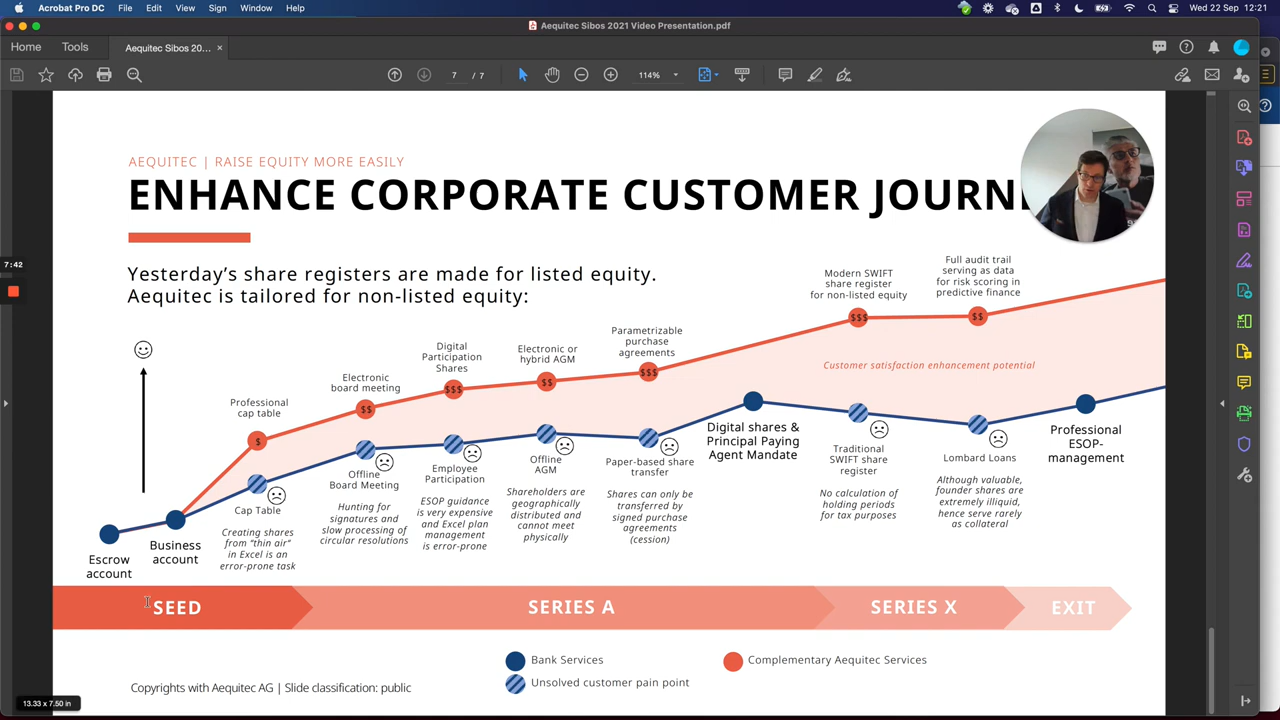 Acrobat Pro DC File Edit View Sign Window Help
Wed 22 Sep 12:21
Aequitec Sibos 2021 Video Presentation.pdf
Home Tools Aequitec Sibos 20... ×
7 / 7 114%
7:42
AEQUITEC | RAISE EQUITY MORE EASILY
ENHANCE CORPORATE CUSTOMER JOURN
Yesterday's share registers are made for listed equity.
Aequitec is tailored for non-listed equity:
Professional
cap table
$
Electronic
board meeting
$$
Digital
Participation
Shares
$$$
Electronic or
hybrid AGM
$$
Parametrizable
purchase
agreements
$$$
Modern SWIFT
share register
for non-listed equity
$$$
Full audit trail
serving as data
for risk scoring in
predictive finance
$$
Customer satisfaction enhancement potential
Escrow
account
Business
account
Cap Table
Creating shares
from "thin air"
in Excel is an
error-prone task
Offline
Board Meeting
Hunting for
signatures and
slow processing of
circular resolutions
Employee
Participation
ESOP guidance
is very expensive
and Excel plan
management
is error-prone
Offline
AGM
Shareholders are
geographically
distributed and
cannot meet
physically
Paper-based share
transfer
Shares can only be
transferred by
signed purchase
agreements
(cession)
Digital shares &
Principal Paying
Agent Mandate
Traditional
SWIFT share
register
No calculation of
holding periods
for tax purposes
Lombard Loans
Although valuable,
founder shares are
extremely illiquid,
hence serve rarely
as collateral
Professional
ESOP-
management
SEED
SERIES A
SERIES X
EXIT
Bank Services
Complementary Aequitec Services
Unsolved customer pain point
Copyrights with Aequitec AG | Slide classification: public
13.33 x 7.50 in